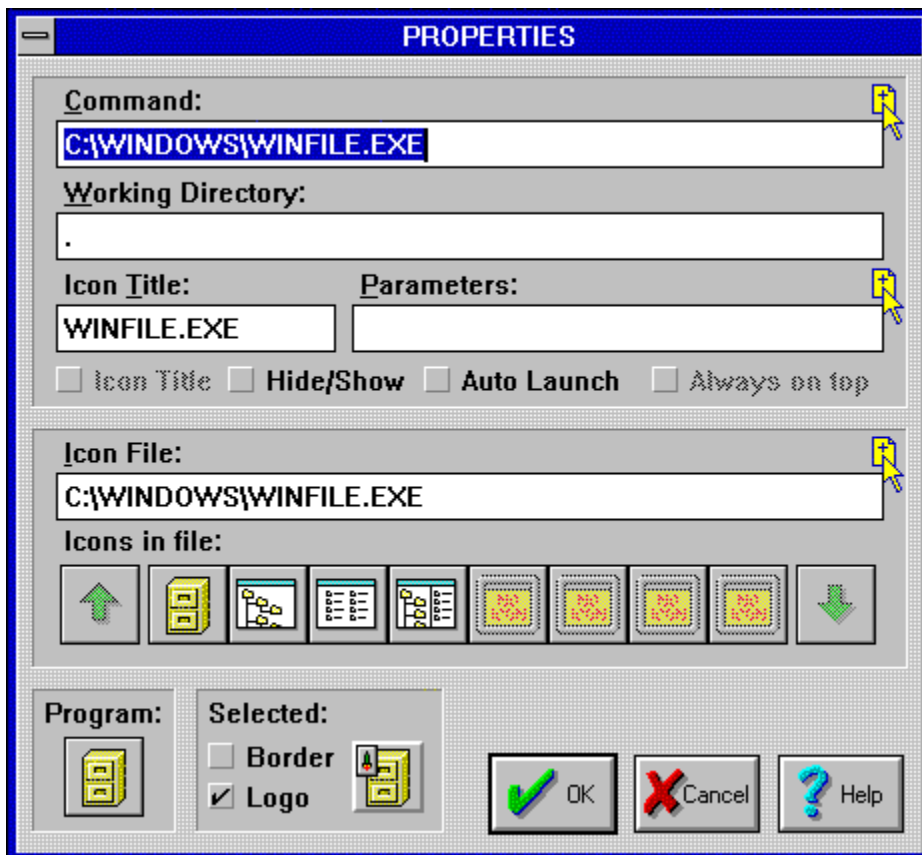 PROPERTIES
Command:
C:\WINDOWS\WINFILE.EXE
Working Directory:
.
Icon Title: Parameters:
WINFILE.EXE
Icon Title Hide/Show Auto Launch Always on top
Icon File:
C:\WINDOWS\WINFILE.EXE
Icons in file:
Program: Selected:
Border
Logo
OK Cancel Help